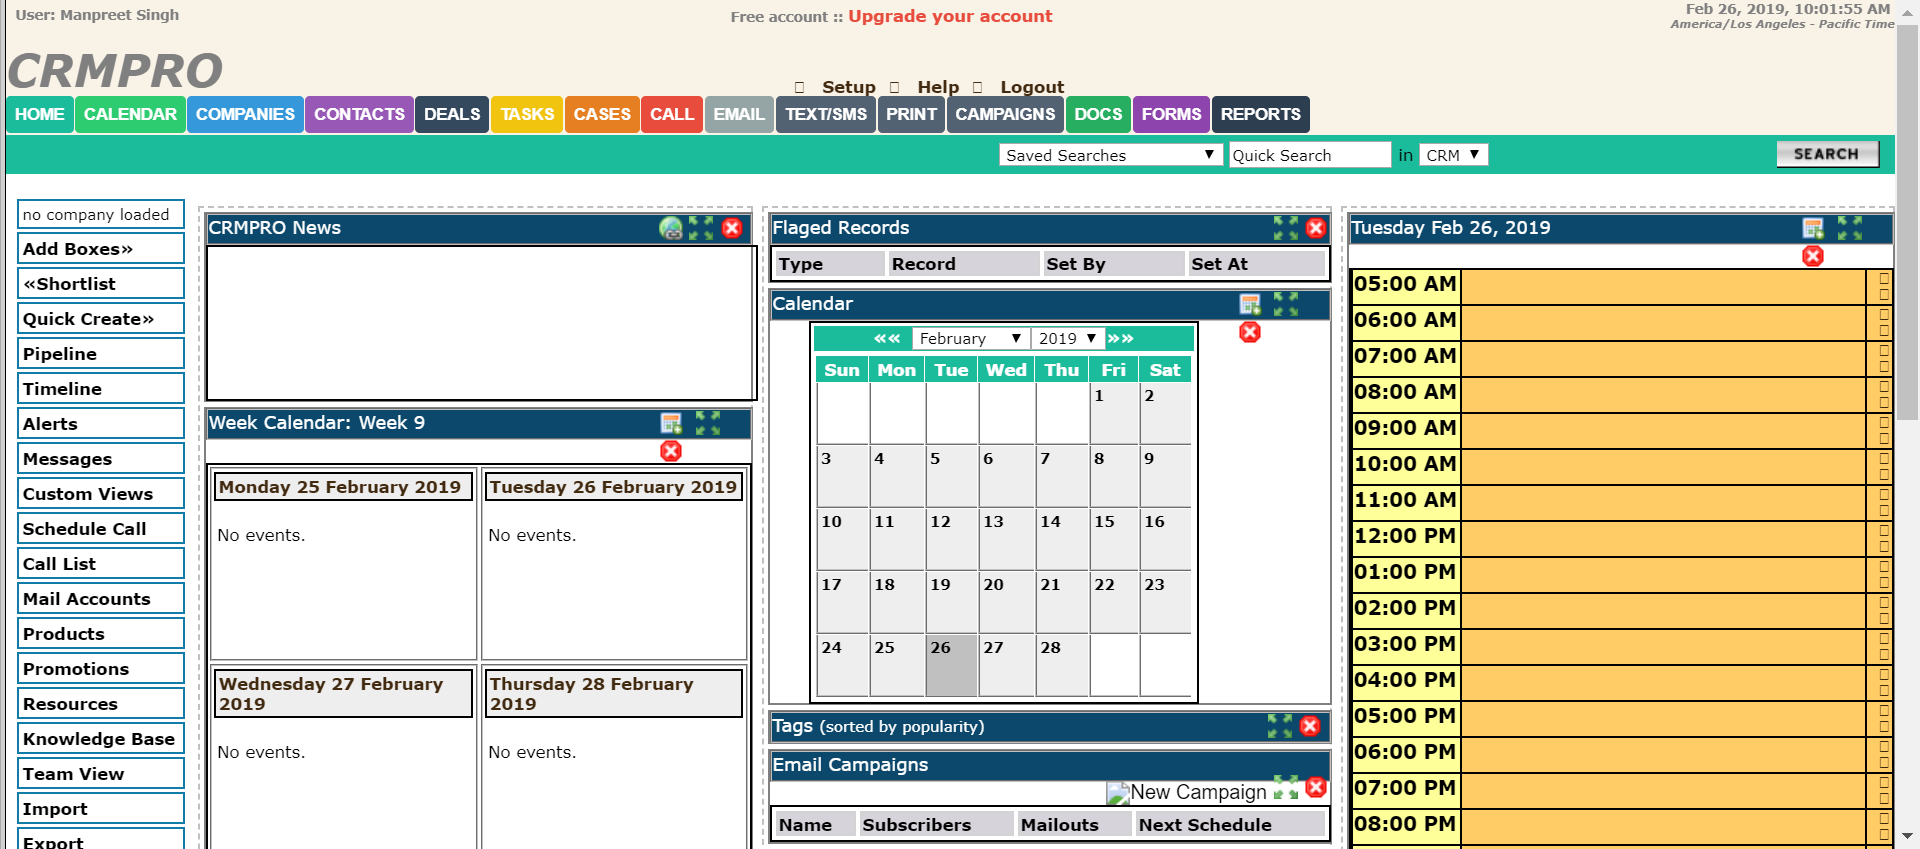 User: Manpreet Singh
Free account :: Upgrade your account
Feb 26, 2019, 10:01:55 AM
America/Los Angeles - Pacific Time
CRMPRO
Setup Help Logout
HOME CALENDAR COMPANIES CONTACTS DEALS TASKS CASES CALL EMAIL TEXT/SMS PRINT CAMPAIGNS DOCS FORMS REPORTS
Saved Searches Quick Search in CRM SEARCH
no company loaded
Add Boxes»
«Shortlist
Quick Create»
Pipeline
Timeline
Alerts
Messages
Custom Views
Schedule Call
Call List
Mail Accounts
Products
Promotions
Resources
Knowledge Base
Team View
Import
Export
CRMPRO News
Week Calendar: Week 9
Monday 25 February 2019
No events.
Tuesday 26 February 2019
No events.
Wednesday 27 February
2019
No events.
Thursday 28 February
2019
No events.
Flaged Records
Type Record Set By Set At
Calendar
«« February 2019 »»
Sun Mon Tue Wed Thu Fri Sat
1 2
3 4 5 6 7 8 9
10 11 12 13 14 15 16
17 18 19 20 21 22 23
24 25 26 27 28
Tags (sorted by popularity)
Email Campaigns
New Campaign
Name Subscribers Mailouts Next Schedule
Tuesday Feb 26, 2019
05:00 AM
06:00 AM
07:00 AM
08:00 AM
09:00 AM
10:00 AM
11:00 AM
12:00 PM
01:00 PM
02:00 PM
03:00 PM
04:00 PM
05:00 PM
06:00 PM
07:00 PM
08:00 PM